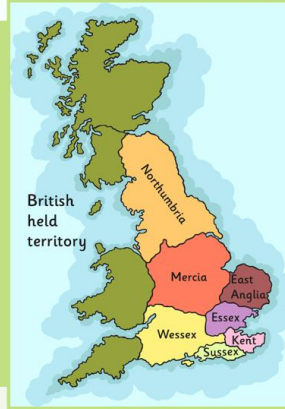 Northumbria
British
held
territory
Mercia
East
Anglia
Essex
Wessex
Kent
Sussex